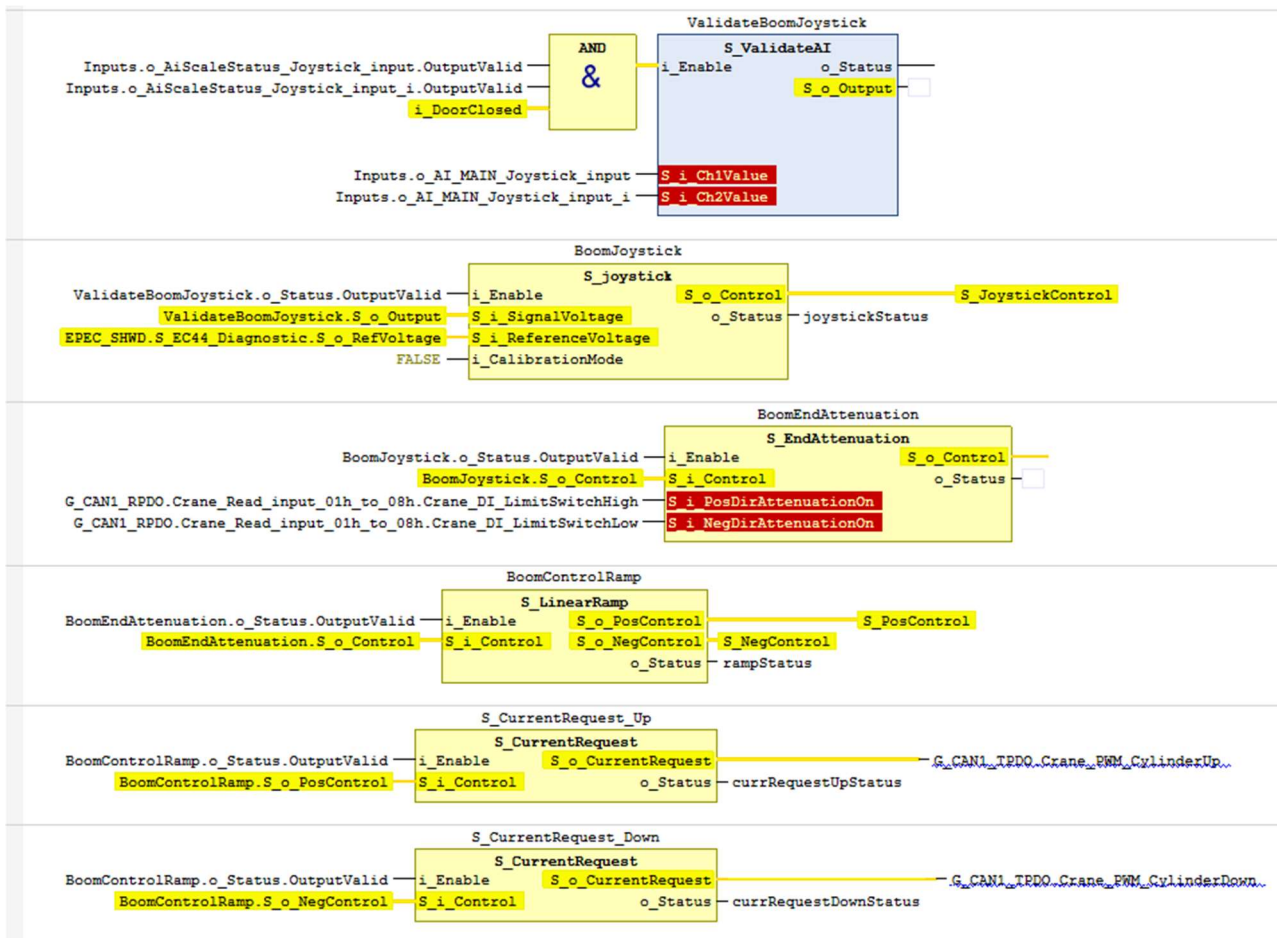 ValidateBoomJoystick
AND
&
S_ValidateAI
Inputs.o_AiScaleStatus_Joystick_input.OutputValid
i_Enable
o_Status
Inputs.o_AiScaleStatus_Joystick_input_i.OutputValid
S_o_Output
i_DoorClosed
Inputs.o_AI_MAIN_Joystick_input
S_i_Ch1Value
Inputs.o_AI_MAIN_Joystick_input_i
S_i_Ch2Value
BoomJoystick
S_joystick
ValidateBoomJoystick.o_Status.OutputValid
i_Enable
S_o_Control
S_JoystickControl
ValidateBoomJoystick.S_o_Output
S_i_SignalVoltage
o_Status
joystickStatus
EPEC_SHWD.S_EC44_Diagnostic.S_o_RefVoltage
S_i_ReferenceVoltage
FALSE
i_CalibrationMode
BoomEndAttenuation
S_EndAttenuation
BoomJoystick.o_Status.OutputValid
i_Enable
S_o_Control
BoomJoystick.S_o_Control
S_i_Control
o_Status
G_CAN1_RPDO.Crane_Read_input_01h_to_08h.Crane_DI_LimitSwitchHigh
S_i_PosDirAttenuationOn
G_CAN1_RPDO.Crane_Read_input_01h_to_08h.Crane_DI_LimitSwitchLow
S_i_NegDirAttenuationOn
BoomControlRamp
S_LinearRamp
BoomEndAttenuation.o_Status.OutputValid
i_Enable
S_o_PosControl
S_PosControl
BoomEndAttenuation.S_o_Control
S_i_Control
S_o_NegControl
S_NegControl
o_Status
rampStatus
S_CurrentRequest_Up
S_CurrentRequest
BoomControlRamp.o_Status.OutputValid
i_Enable
S_o_CurrentRequest
G_CAN1_TPDO.Crane_PWM_CylinderUp
BoomControlRamp.S_o_PosControl
S_i_Control
o_Status
currRequestUpStatus
S_CurrentRequest_Down
S_CurrentRequest
BoomControlRamp.o_Status.OutputValid
i_Enable
S_o_CurrentRequest
G_CAN1_TPDO.Crane_PWM_CylinderDown
BoomControlRamp.S_o_NegControl
S_i_Control
o_Status
currRequestDownStatus